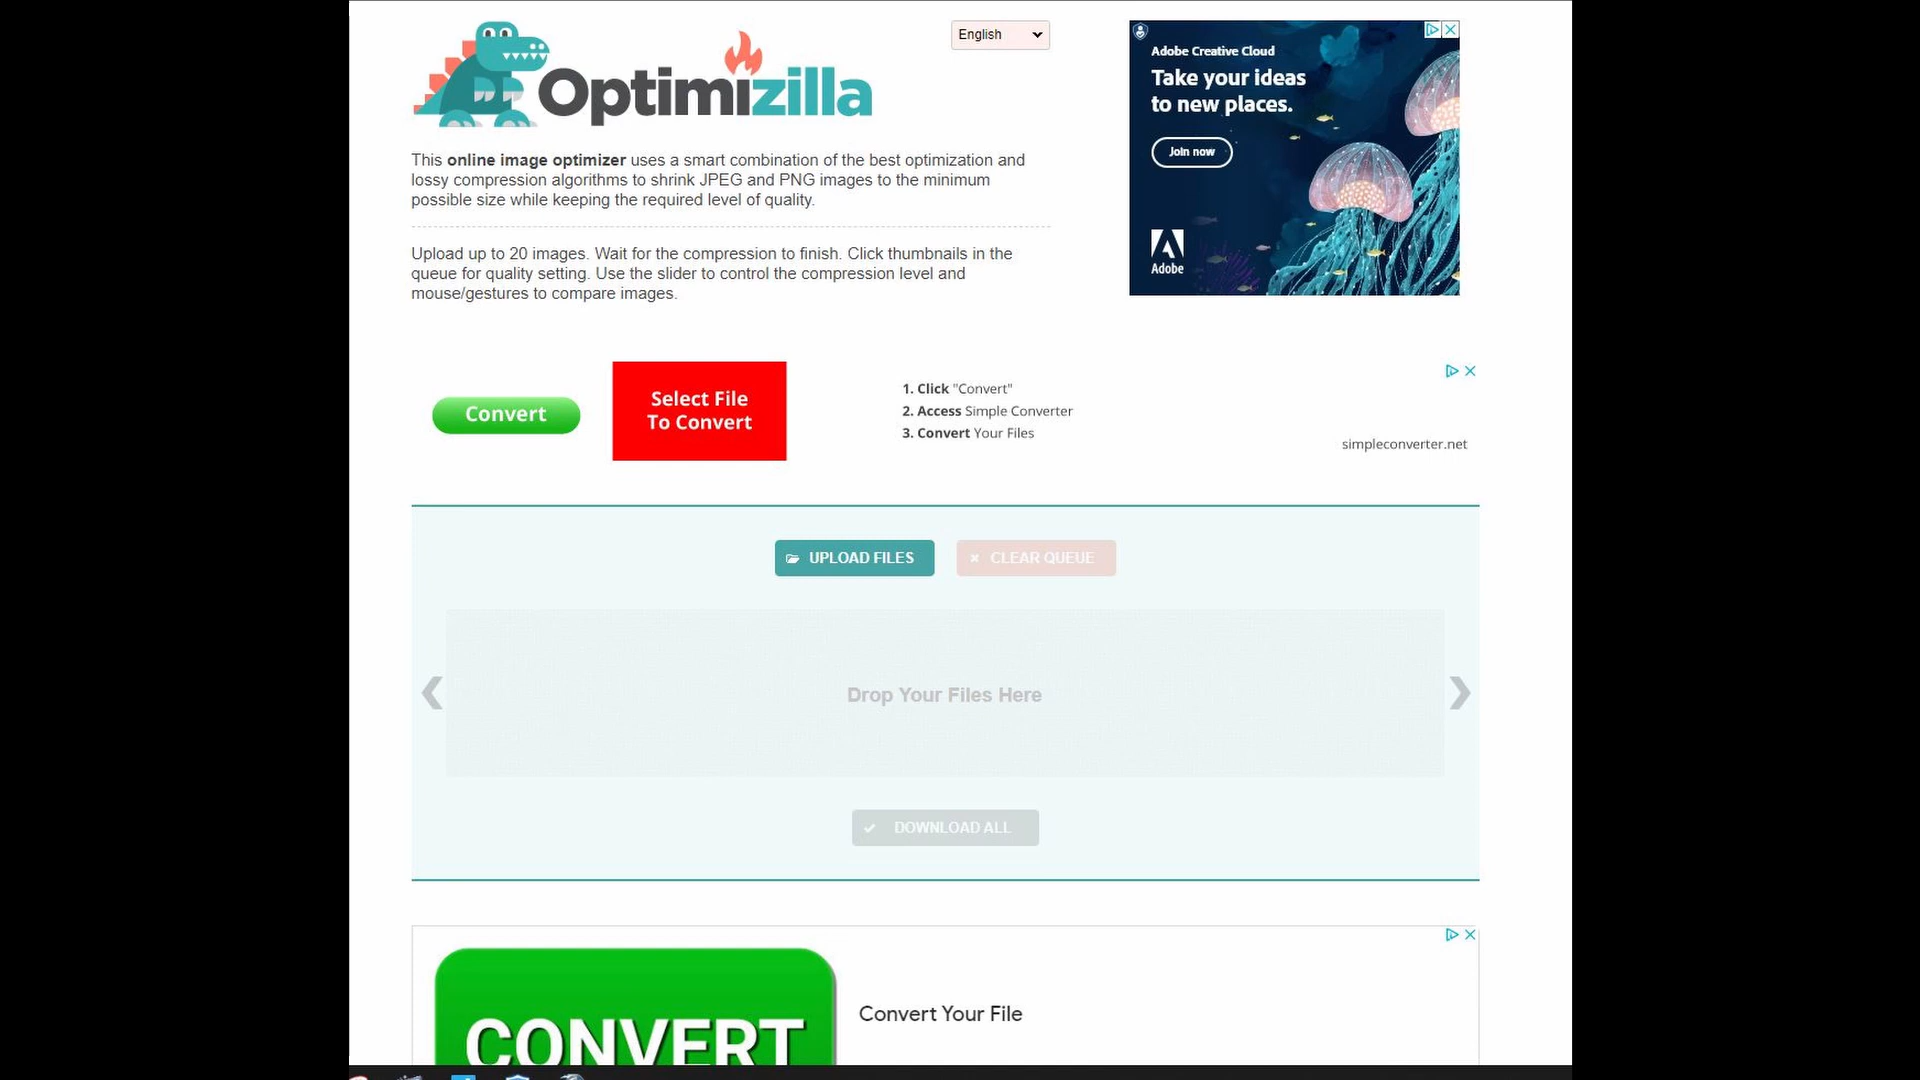 Optimizilla
English
Adobe Creative Cloud
Take your ideas
to new places.
Join now
Adobe
This online image optimizer uses a smart combination of the best optimization and
lossy compression algorithms to shrink JPEG and PNG images to the minimum
possible size while keeping the required level of quality.
Upload up to 20 images. Wait for the compression to finish. Click thumbnails in the
queue for quality setting. Use the slider to control the compression level and
mouse/gestures to compare images.
Convert
Select File
To Convert
1. Click "Convert"
2. Access Simple Converter
3. Convert Your Files
simpleconverter.net
UPLOAD FILES
CLEAR QUEUE
Drop Your Files Here
DOWNLOAD ALL
CONVERT
Convert Your File